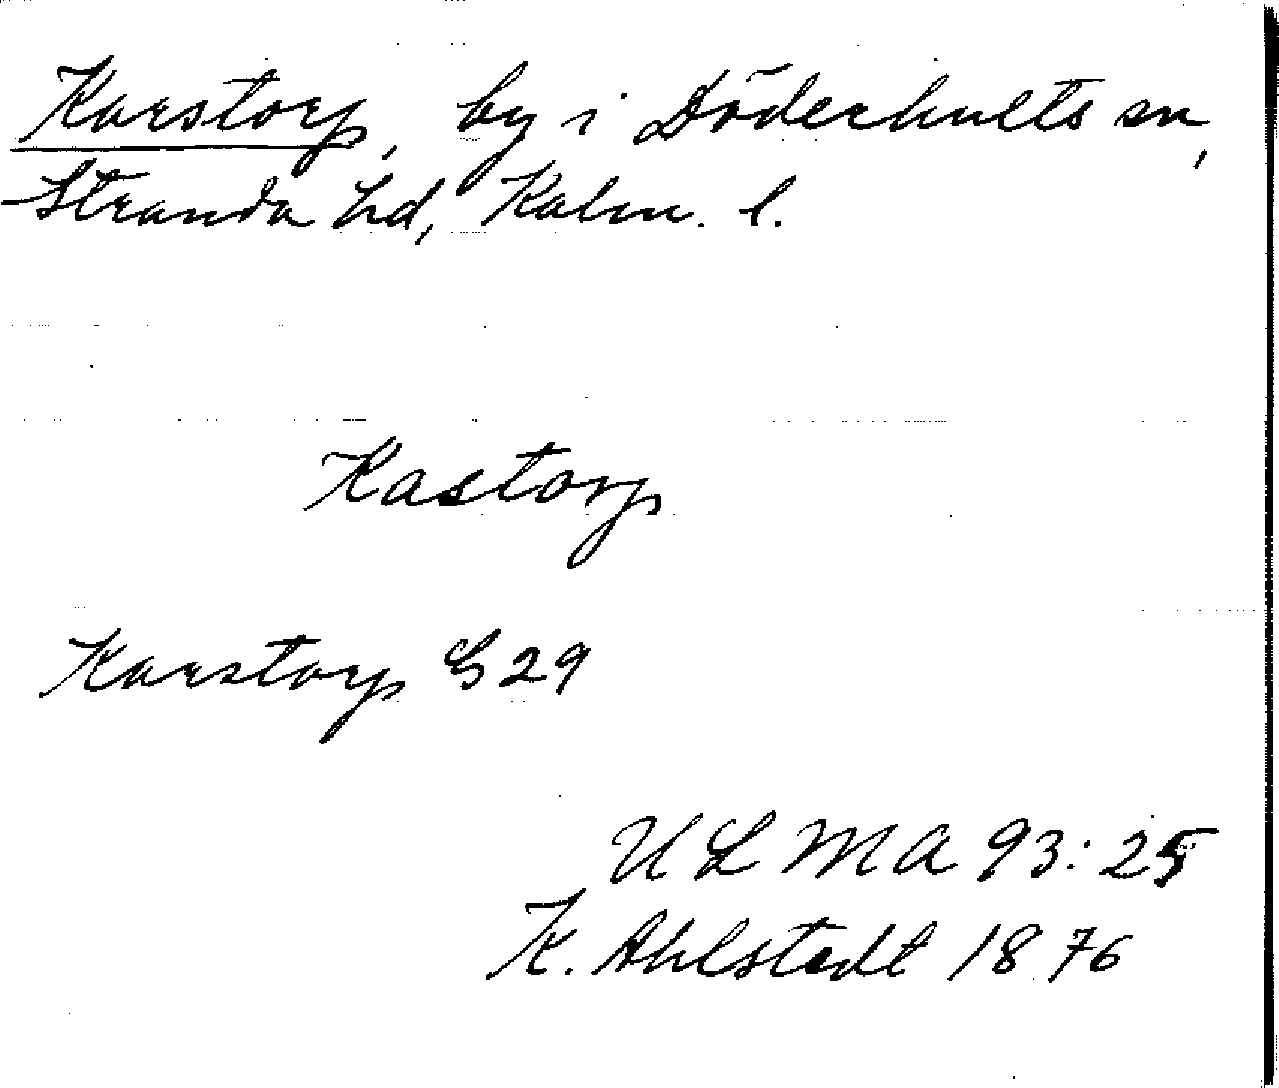 Karstorp, by i Döderhults sn,
Stranda hd, Kalm. l.
Kastorp
Karstorp G 29
ULMA 93:25
K. Ahlstedt 1876